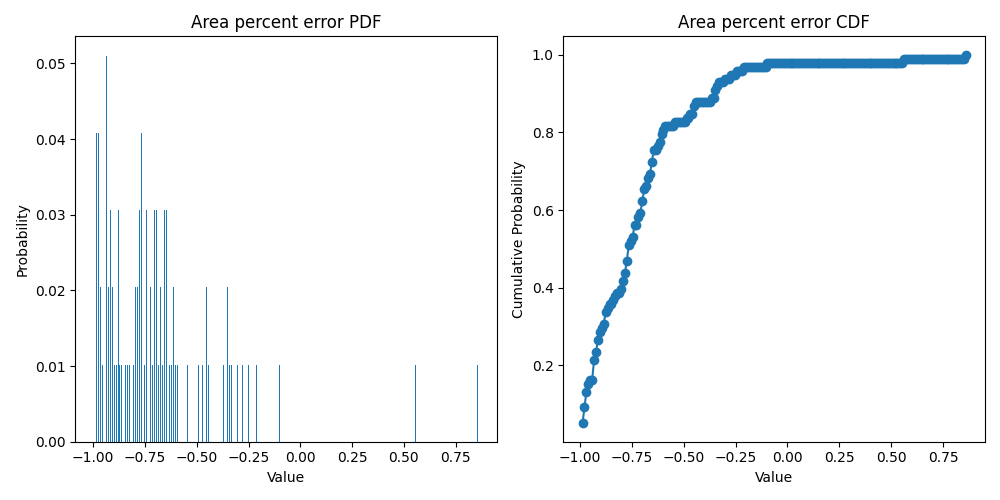 Area percent error PDF
Probability
0.05
0.04
0.03
0.02
0.01
0.00
−1.00 −0.75 −0.50 −0.25 0.00 0.25 0.50 0.75
Value
Area percent error CDF
Cumulative Probability
1.0
0.8
0.6
0.4
0.2
−1.00 −0.75 −0.50 −0.25 0.00 0.25 0.50 0.75
Value